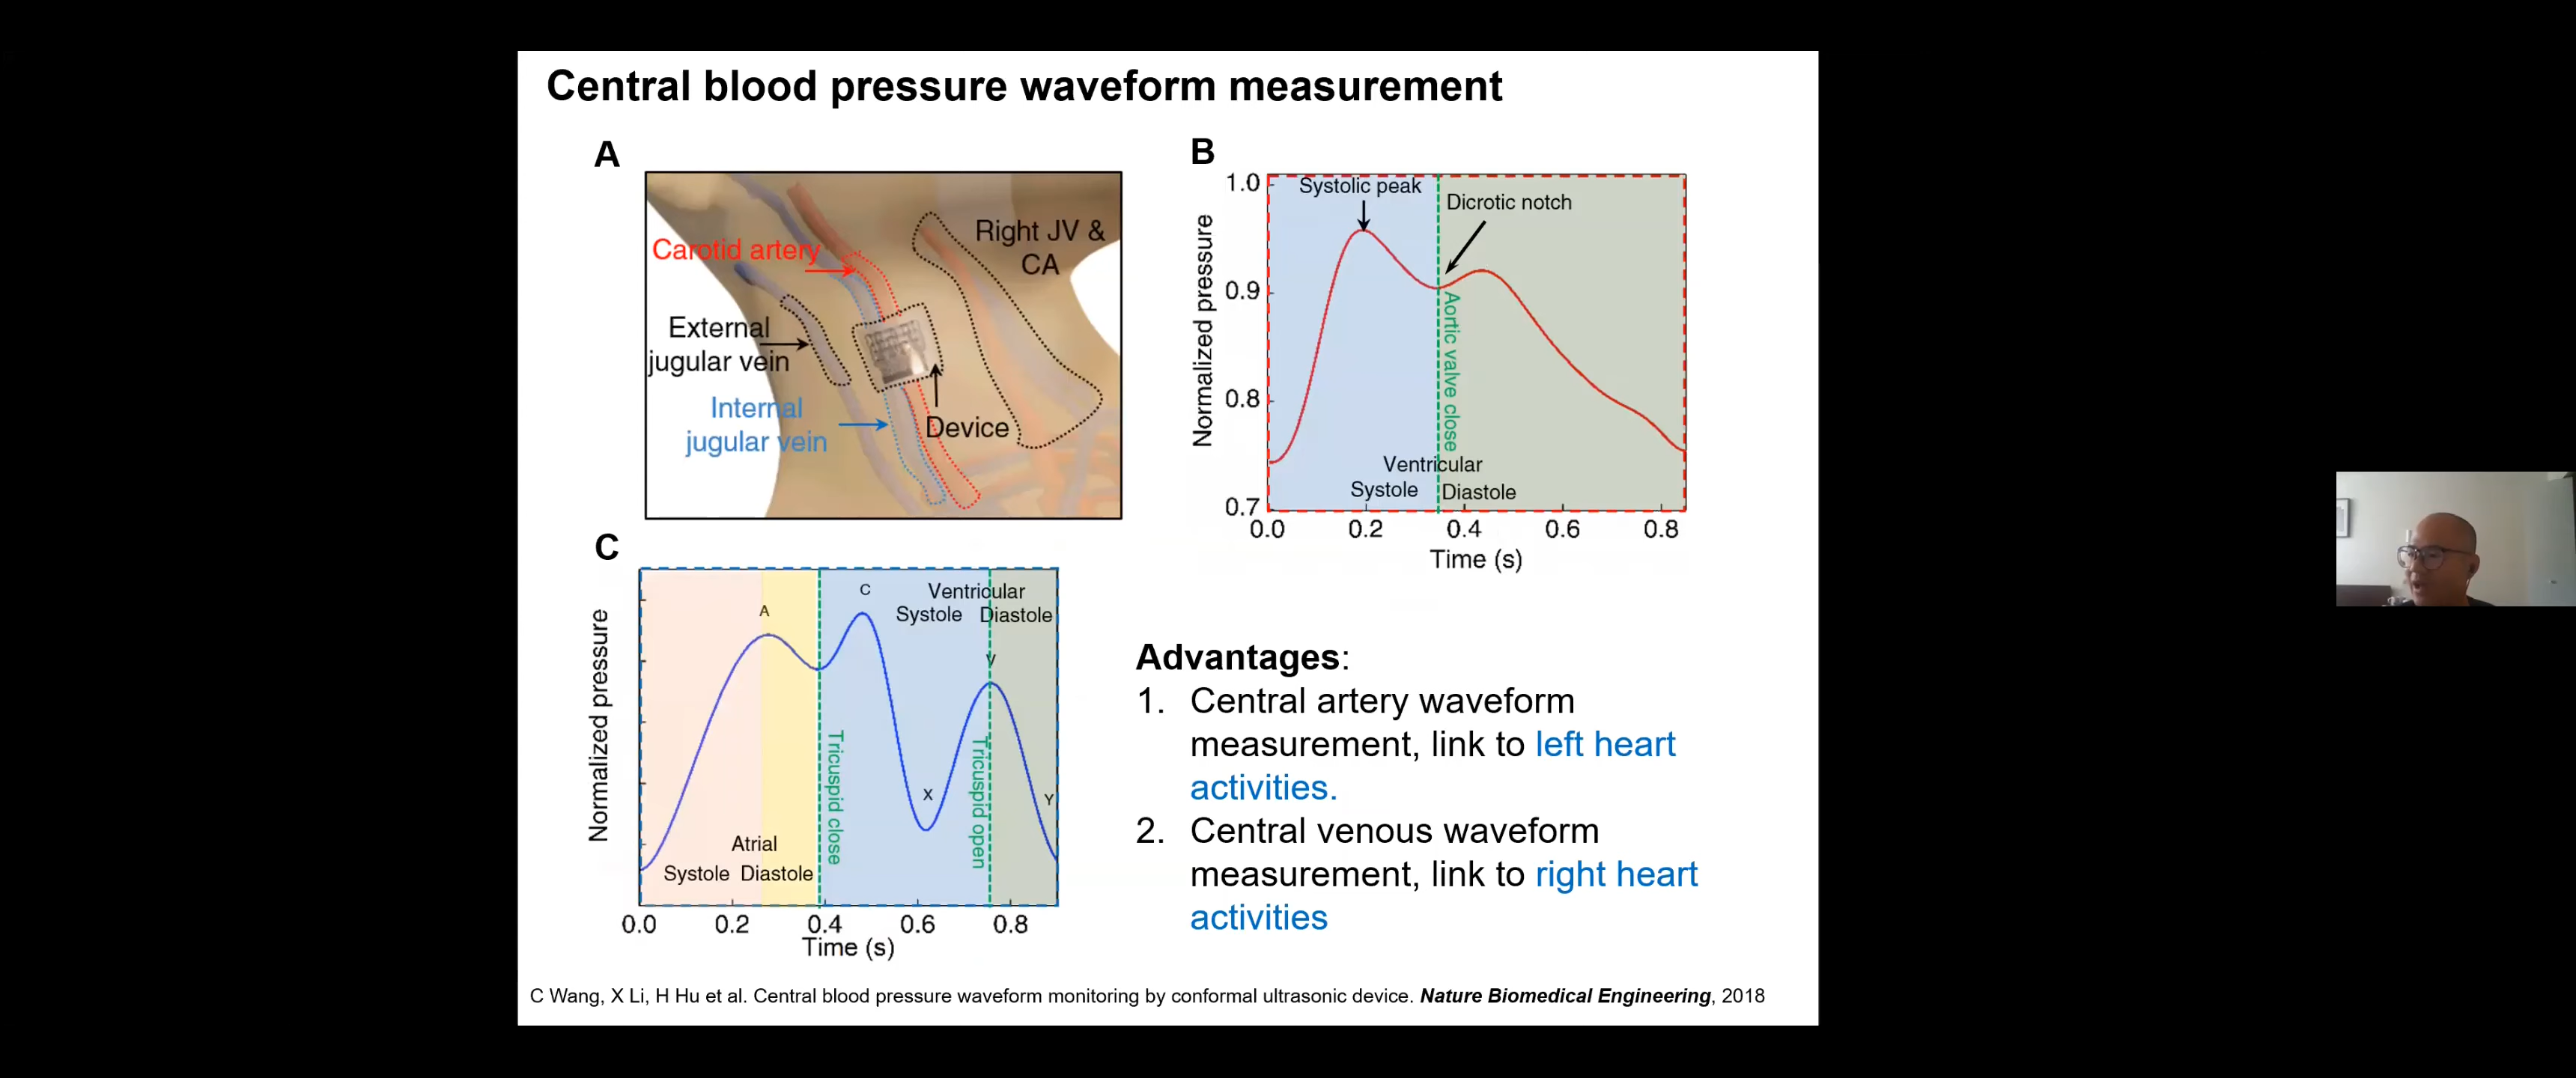 Central blood pressure waveform measurement
A
Carotid artery
Right JV &
CA
External
jugular vein
Internal
jugular vein
Device
B
Normalized pressure
1.0
0.9
0.8
0.7
Systolic peak
Dicrotic notch
Aortic valve close
Ventricular
Systole Diastole
0.0 0.2 0.4 0.6 0.8
Time (s)
C
Normalized pressure
A
C
X
V
Y
Ventricular
Systole Diastole
Tricuspid close
Tricuspid open
Atrial
Systole Diastole
0.0 0.2 0.4 0.6 0.8
Time (s)
Advantages:
1. Central artery waveform
measurement, link to left heart
activities.
2. Central venous waveform
measurement, link to right heart
activities
C Wang, X Li, H Hu et al. Central blood pressure waveform monitoring by conformal ultrasonic device. Nature Biomedical Engineering, 2018